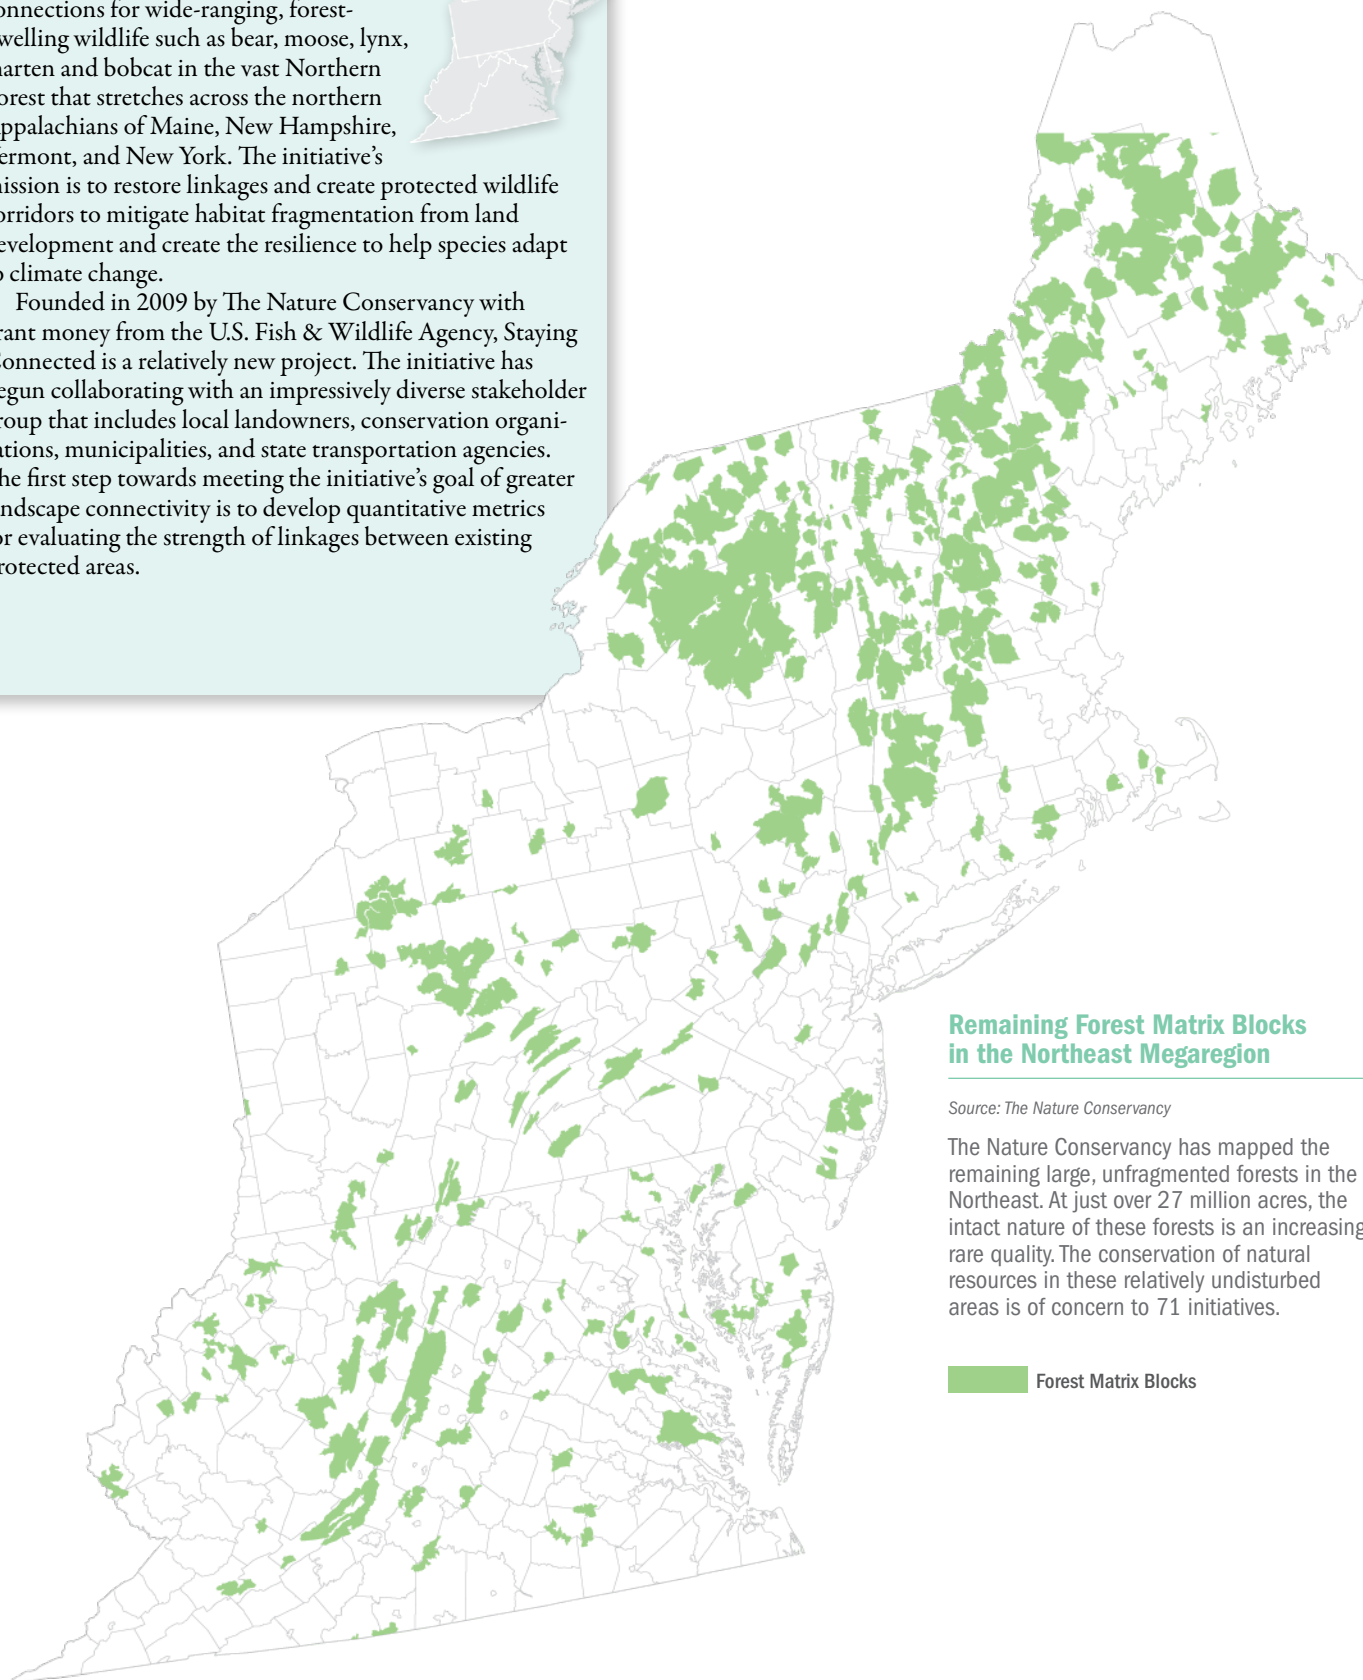 onnections for wide-ranging, forest-
welling wildlife such as bear, moose, lynx,
arten and bobcat in the vast Northern
orest that stretches across the northern
ppalachians of Maine, New Hampshire,
ermont, and New York. The initiative’s
ission is to restore linkages and create protected wildlife
orridors to mitigate habitat fragmentation from land
evelopment and create the resilience to help species adapt
o climate change.
Founded in 2009 by The Nature Conservancy with
rant money from the U.S. Fish & Wildlife Agency, Staying
onnected is a relatively new project. The initiative has
egun collaborating with an impressively diverse stakeholder
roup that includes local landowners, conservation organi-
ations, municipalities, and state transportation agencies.
he first step towards meeting the initiative’s goal of greater
ndscape connectivity is to develop quantitative metrics
or evaluating the strength of linkages between existing
rotected areas.
Remaining Forest Matrix Blocks
in the Northeast Megaregion
Source: The Nature Conservancy
The Nature Conservancy has mapped the
remaining large, unfragmented forests in the
Northeast. At just over 27 million acres, the
intact nature of these forests is an increasing
rare quality. The conservation of natural
resources in these relatively undisturbed
areas is of concern to 71 initiatives.
Forest Matrix Blocks